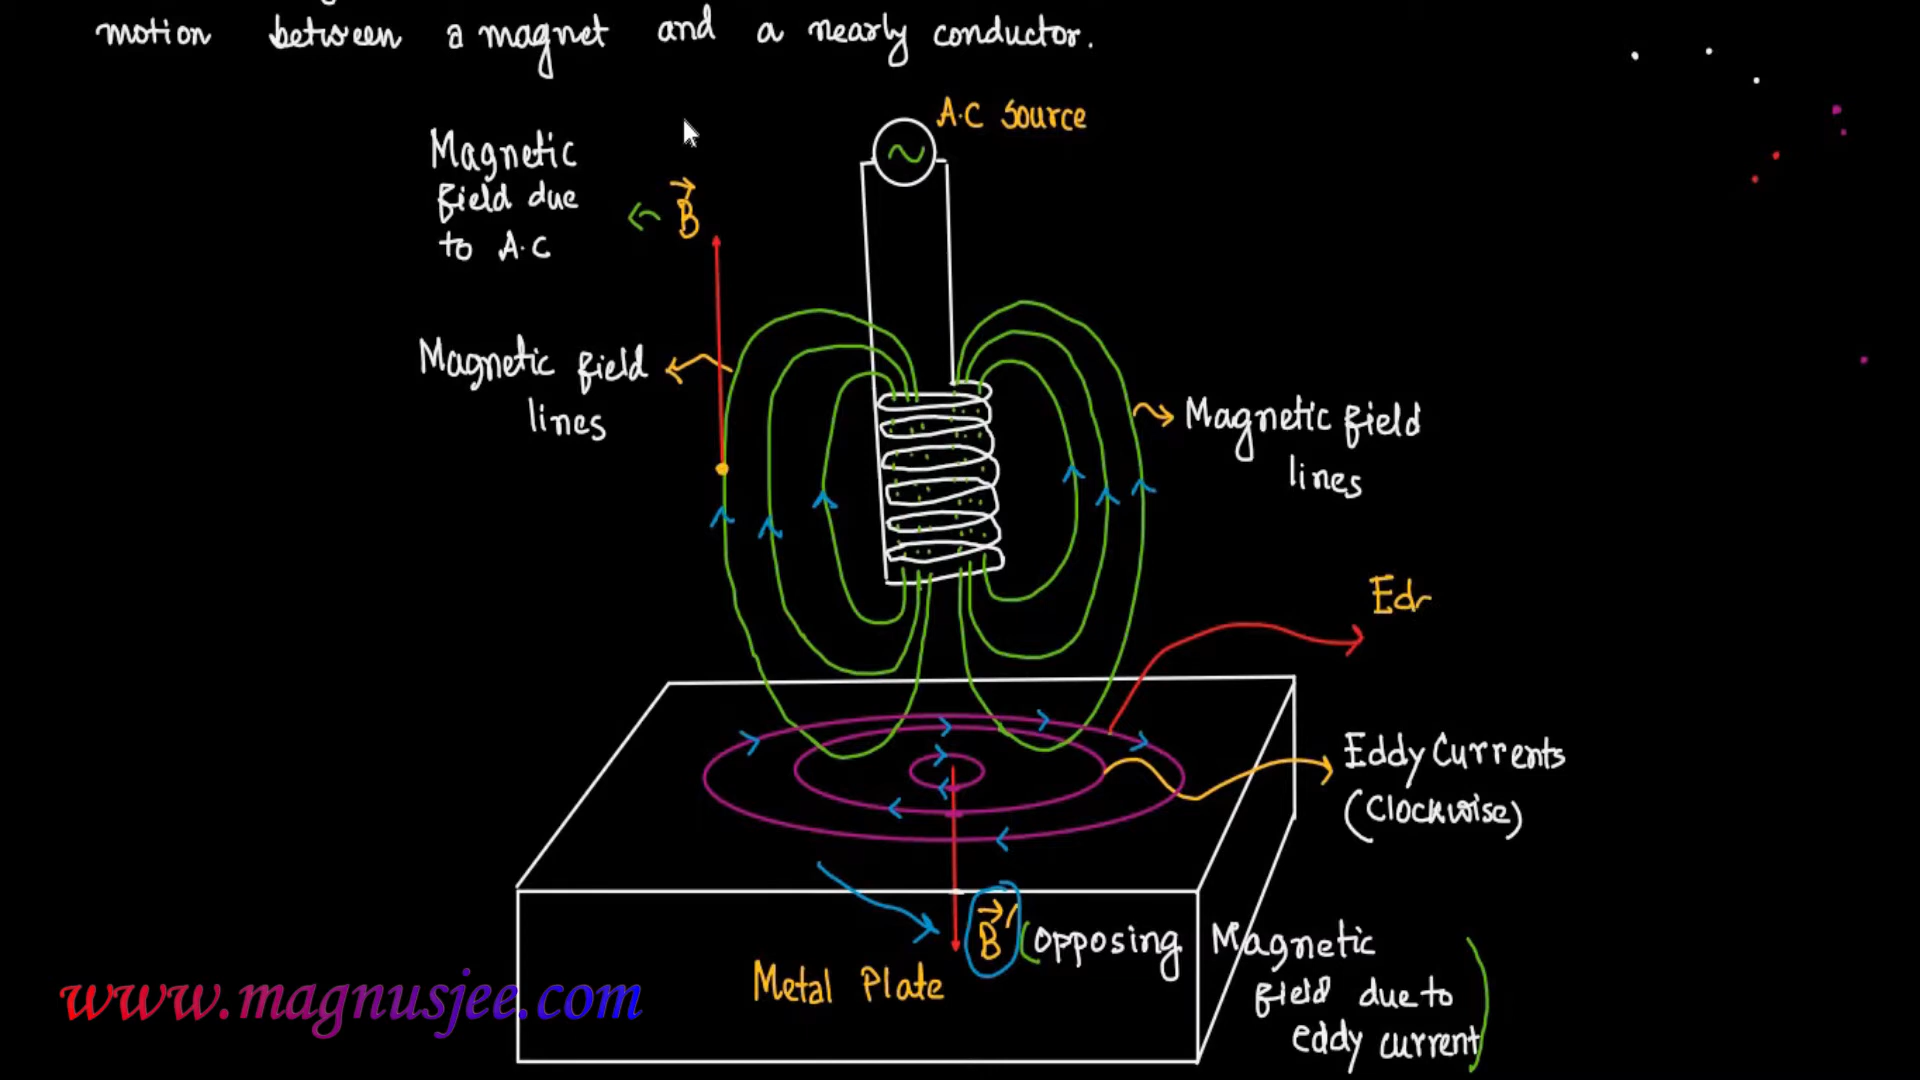 motion between a magnet and a nearly conductor.
A.C Source
Magnetic
field due
to A.C
B
Magnetic field
lines
Magnetic field
lines
Edr
Eddy Currents
(Clockwise)
B' (opposing Magnetic
field due to
eddy current)
Metal Plate
www.magnusjee.com